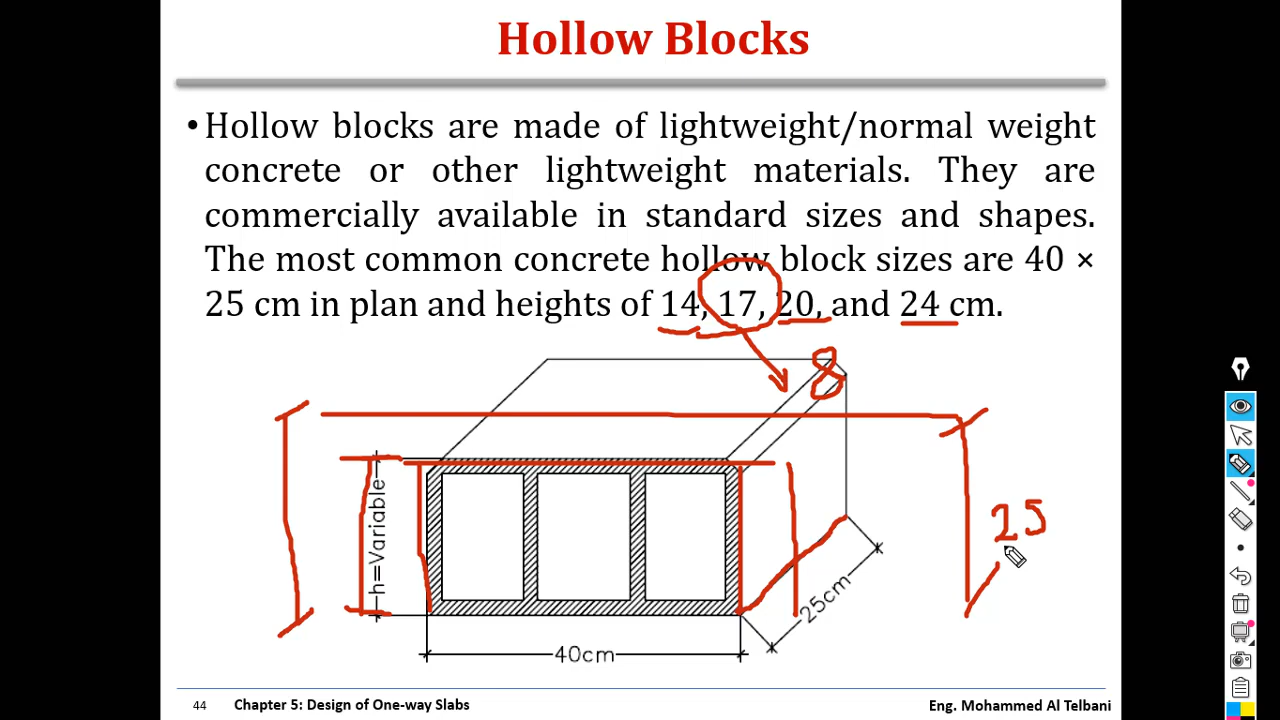 Hollow Blocks
• Hollow blocks are made of lightweight/normal weight
concrete or other lightweight materials. They are
commercially available in standard sizes and shapes.
The most common concrete hollow block sizes are 40 ×
25 cm in plan and heights of 14, 17, 20, and 24 cm.
8
h=Variable
25
25cm
40cm
44 Chapter 5: Design of One-way Slabs Eng. Mohammed Al Telbani